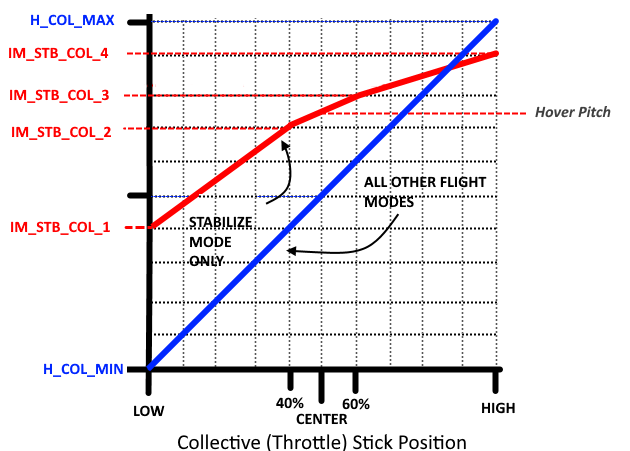 H_COL_MAX
IM_STB_COL_4
IM_STB_COL_3
Hover Pitch
IM_STB_COL_2
ALL OTHER FLIGHT
MODES
STABILIZE
MODE
ONLY
IM_STB_COL_1
H_COL_MIN
LOW
40%
CENTER
60%
HIGH
Collective (Throttle) Stick Position